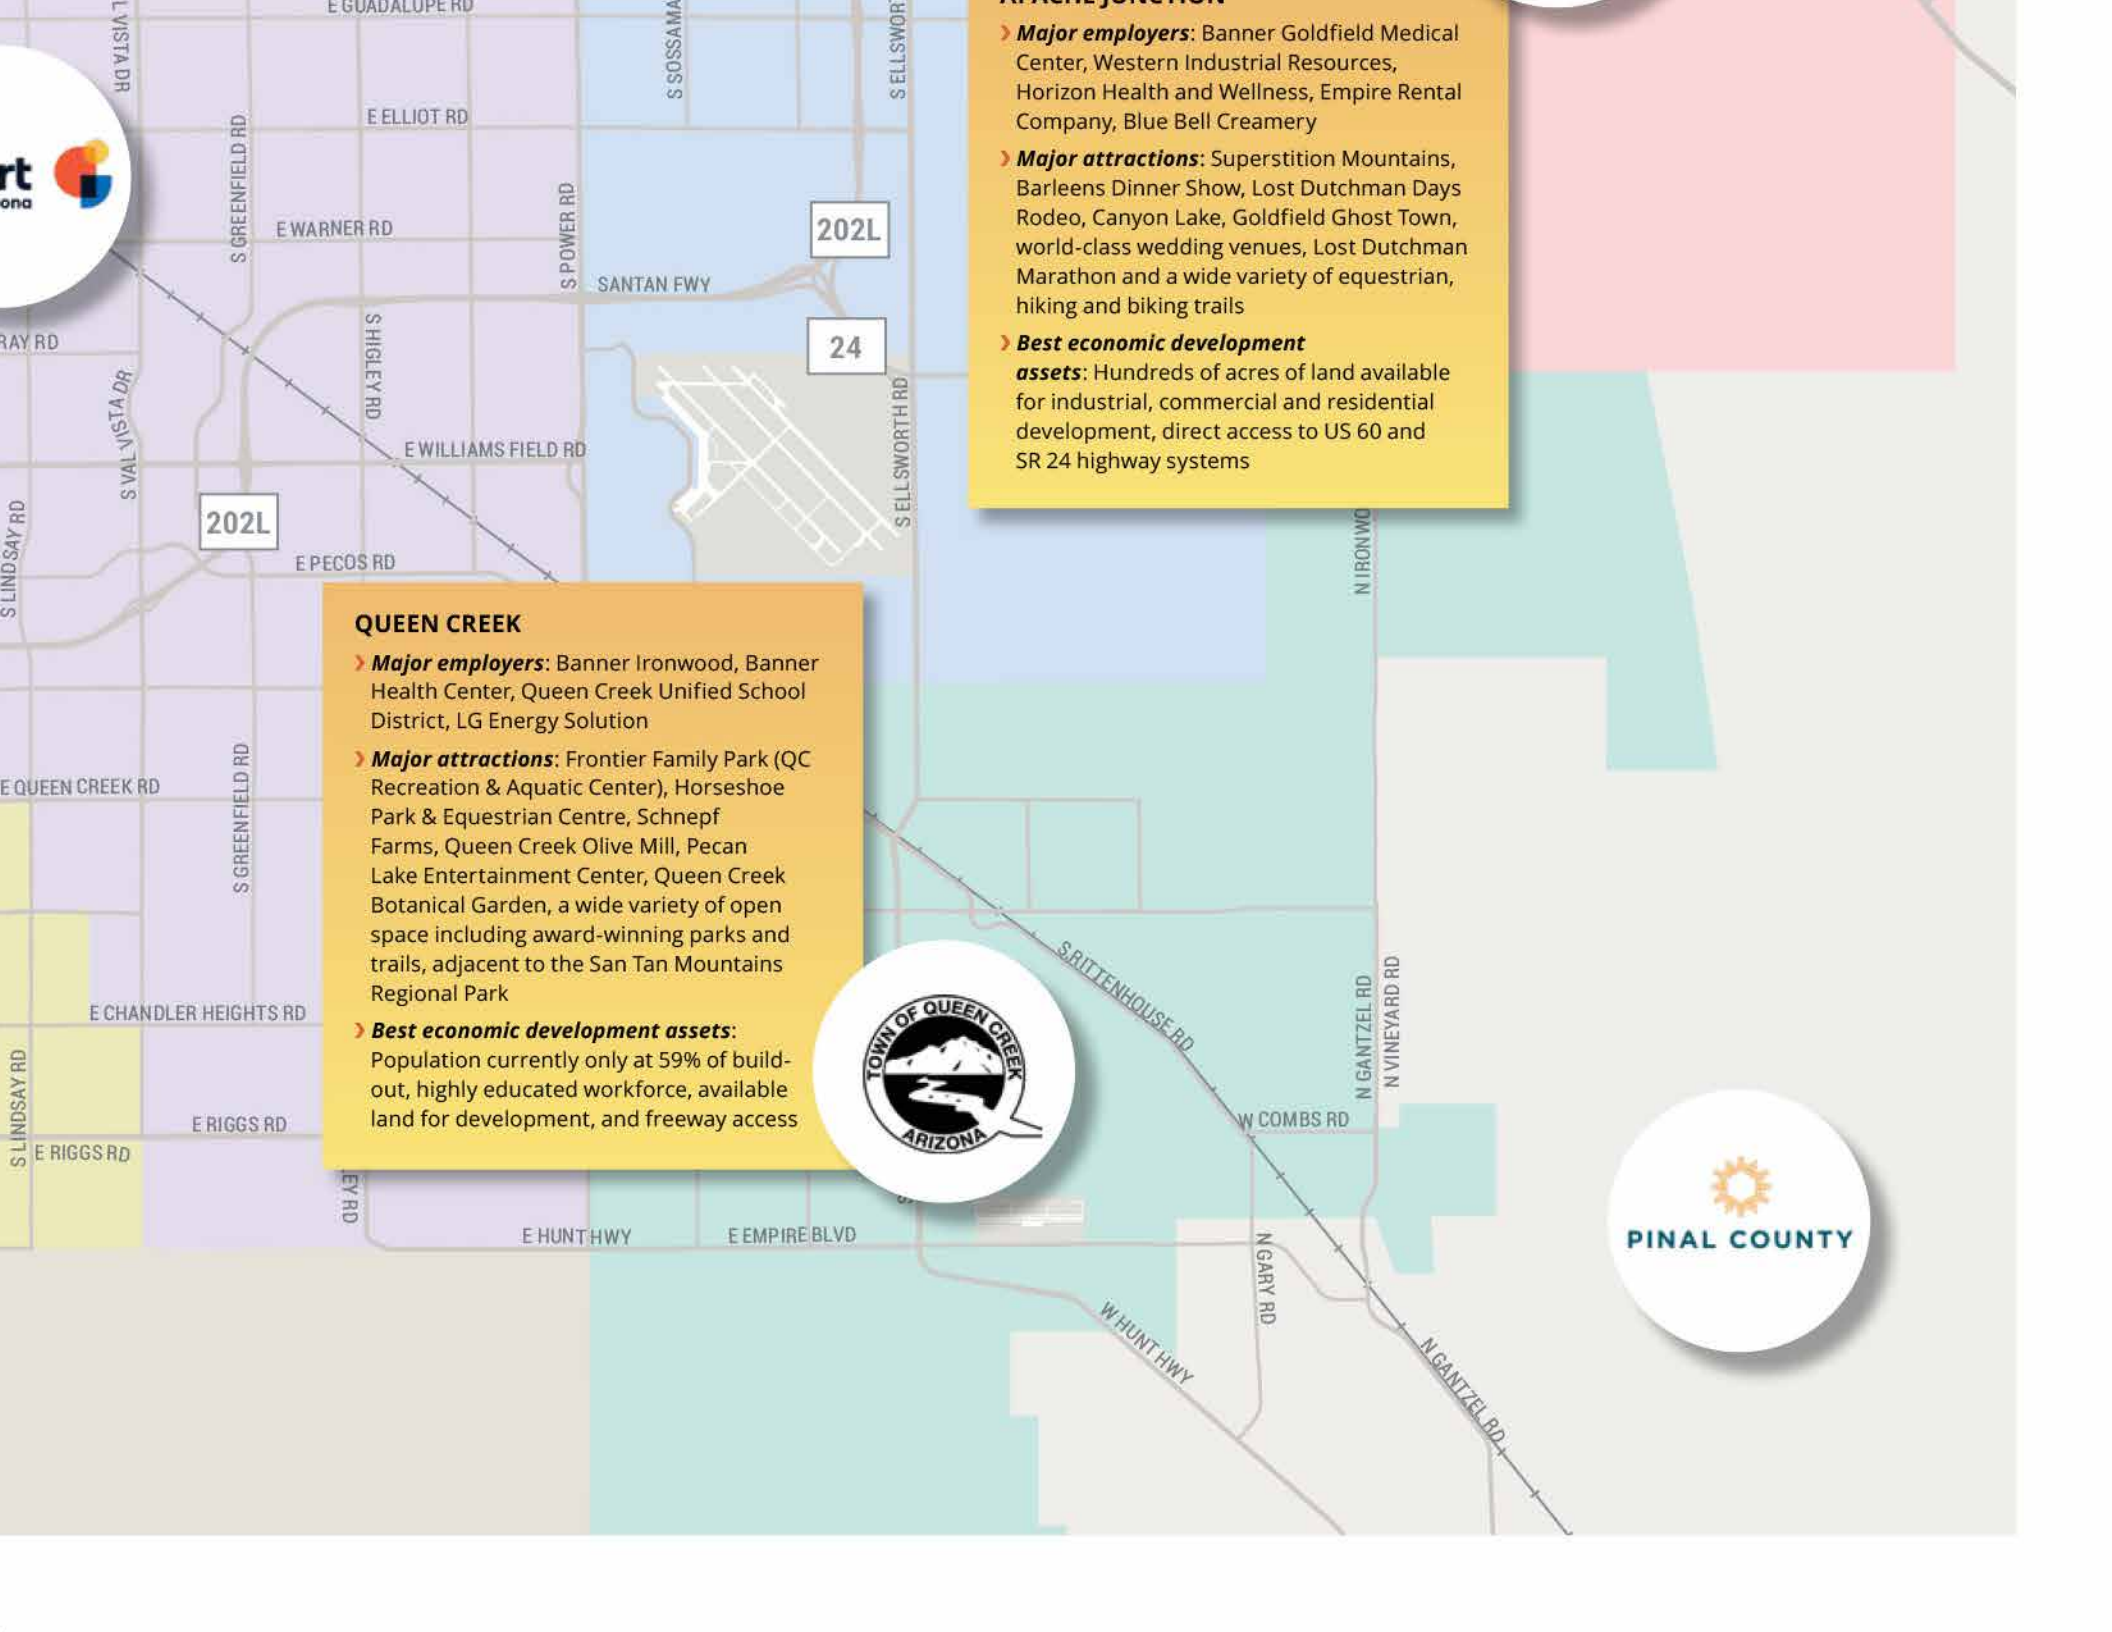 E GUADALUPE RD
VISTA DR
S SOSSAMA
S ELLSWOR
APACHE JUNCTION
Major employers: Banner Goldfield Medical
Center, Western Industrial Resources,
Horizon Health and Wellness, Empire Rental
Company, Blue Bell Creamery
Major attractions: Superstition Mountains,
Barleens Dinner Show, Lost Dutchman Days
Rodeo, Canyon Lake, Goldfield Ghost Town,
world-class wedding venues, Lost Dutchman
Marathon and a wide variety of equestrian,
hiking and biking trails
Best economic development
assets: Hundreds of acres of land available
for industrial, commercial and residential
development, direct access to US 60 and
SR 24 highway systems
E ELLIOT RD
S GREENFIELD RD
rt
ona
E WARNER RD
S POWER RD
202L
SANTAN FWY
24
RAY RD
S HIGLEY RD
S VAL VISTA DR
S ELLSWORTH RD
E WILLIAMS FIELD RD
S LINDSAY RD
202L
E PECOS RD
N IRONWO
QUEEN CREEK
Major employers: Banner Ironwood, Banner
Health Center, Queen Creek Unified School
District, LG Energy Solution
Major attractions: Frontier Family Park (QC
Recreation & Aquatic Center), Horseshoe
Park & Equestrian Centre, Schnepf
Farms, Queen Creek Olive Mill, Pecan
Lake Entertainment Center, Queen Creek
Botanical Garden, a wide variety of open
space including award-winning parks and
trails, adjacent to the San Tan Mountains
Regional Park
Best economic development assets:
Population currently only at 59% of build-
out, highly educated workforce, available
land for development, and freeway access
E QUEEN CREEK RD
S GREENFIELD RD
E CHANDLER HEIGHTS RD
S LINDSAY RD
E RIGGS RD
E RIGGS RD
LEY RD
E HUNT HWY
E EMPIRE BLVD
TOWN OF QUEEN CREEK
ARIZONA
S RITTENHOUSE RD
N GANTZEL RD
N VINEYARD RD
W COMBS RD
N GARY RD
W HUNT HWY
N GANTZEL RD
PINAL COUNTY